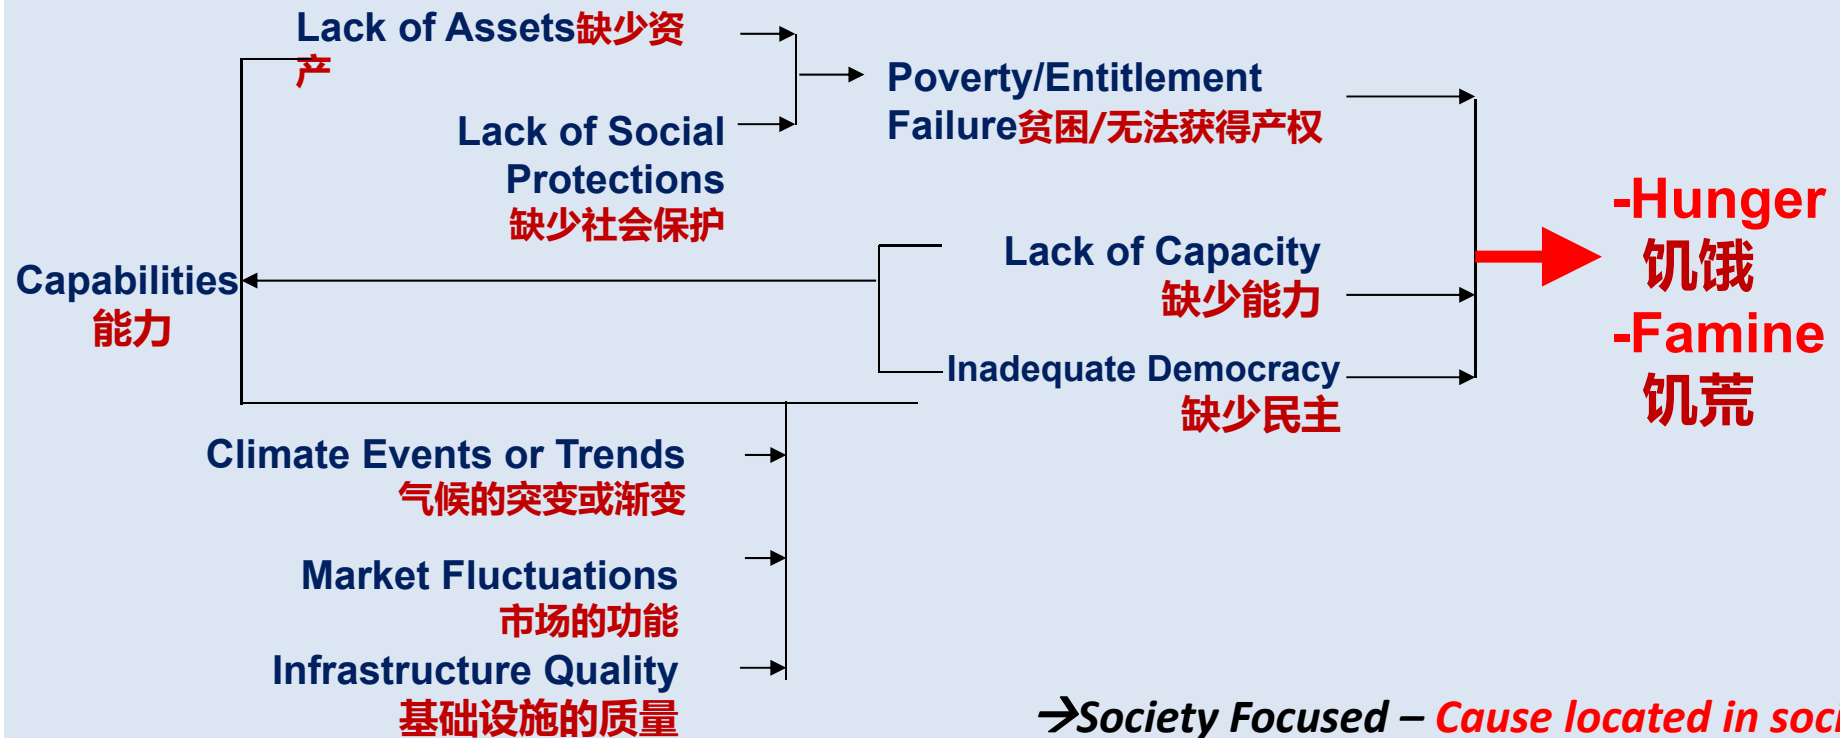 Lack of Assets缺少资
产
Lack of Social
Protections
缺少社会保护
Poverty/Entitlement
Failure贫困/无法获得产权
Capabilities
能力
Lack of Capacity
缺少能力
Inadequate Democracy
缺少民主
-Hunger
饥饿
-Famine
饥荒
Climate Events or Trends
气候的突变或渐变
Market Fluctuations
市场的功能
Infrastructure Quality
基础设施的质量
→Society Focused – Cause located in soci